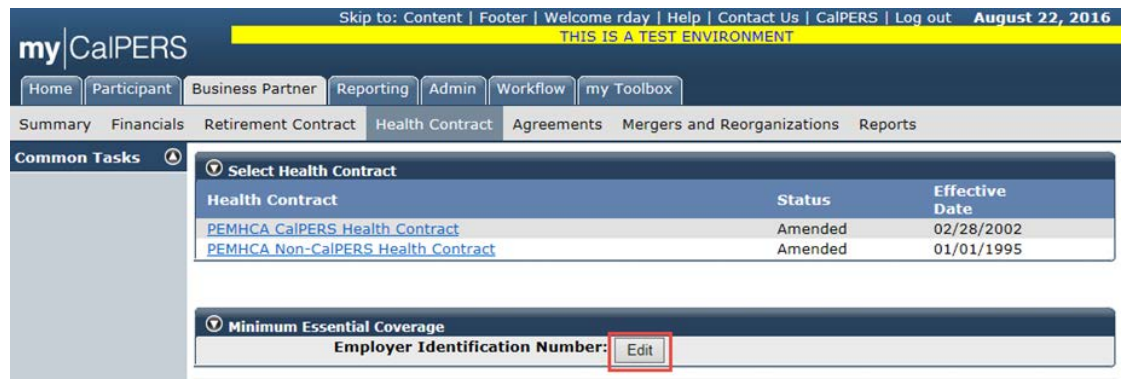 Skip to: Content | Footer | Welcome rday | Help | Contact Us | CalPERS | Log out August 22, 2016
THIS IS A TEST ENVIRONMENT
my|CalPERS
Home Participant Business Partner Reporting Admin Workflow my Toolbox
Summary Financials Retirement Contract Health Contract Agreements Mergers and Reorganizations Reports
Common Tasks
Select Health Contract
Health Contract Status Effective Date
PEMHCA CalPERS Health Contract Amended 02/28/2002
PEMHCA Non-CalPERS Health Contract Amended 01/01/1995
Minimum Essential Coverage
Employer Identification Number: Edit